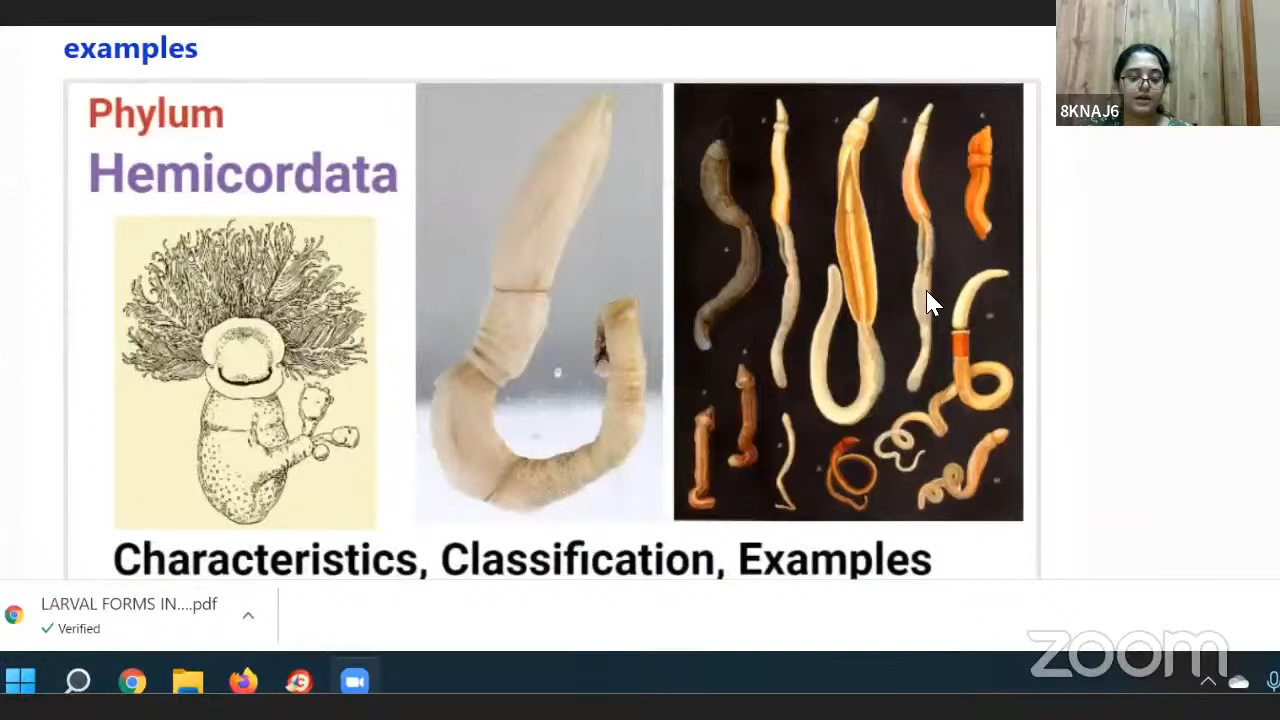 examples
Phylum
Hemicordata
8KNAJ6
Characteristics, Classification, Examples
LARVAL FORMS IN....pdf
Verified
zoom